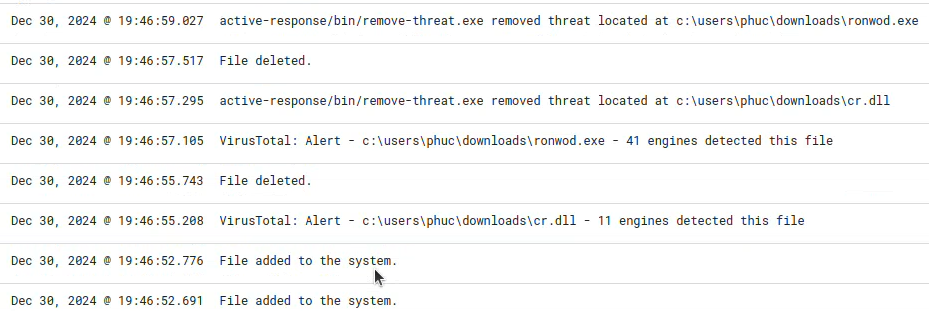 Dec 30, 2024 @ 19:46:59.027 active-response/bin/remove-threat.exe removed threat located at c:\users\phuc\downloads\ronwod.exe
Dec 30, 2024 @ 19:46:57.517 File deleted.
Dec 30, 2024 @ 19:46:57.295 active-response/bin/remove-threat.exe removed threat located at c:\users\phuc\downloads\cr.dll
Dec 30, 2024 @ 19:46:57.105 VirusTotal: Alert - c:\users\phuc\downloads\ronwod.exe - 41 engines detected this file
Dec 30, 2024 @ 19:46:55.743 File deleted.
Dec 30, 2024 @ 19:46:55.208 VirusTotal: Alert - c:\users\phuc\downloads\cr.dll - 11 engines detected this file
Dec 30, 2024 @ 19:46:52.776 File added to the system.
Dec 30, 2024 @ 19:46:52.691 File added to the system.